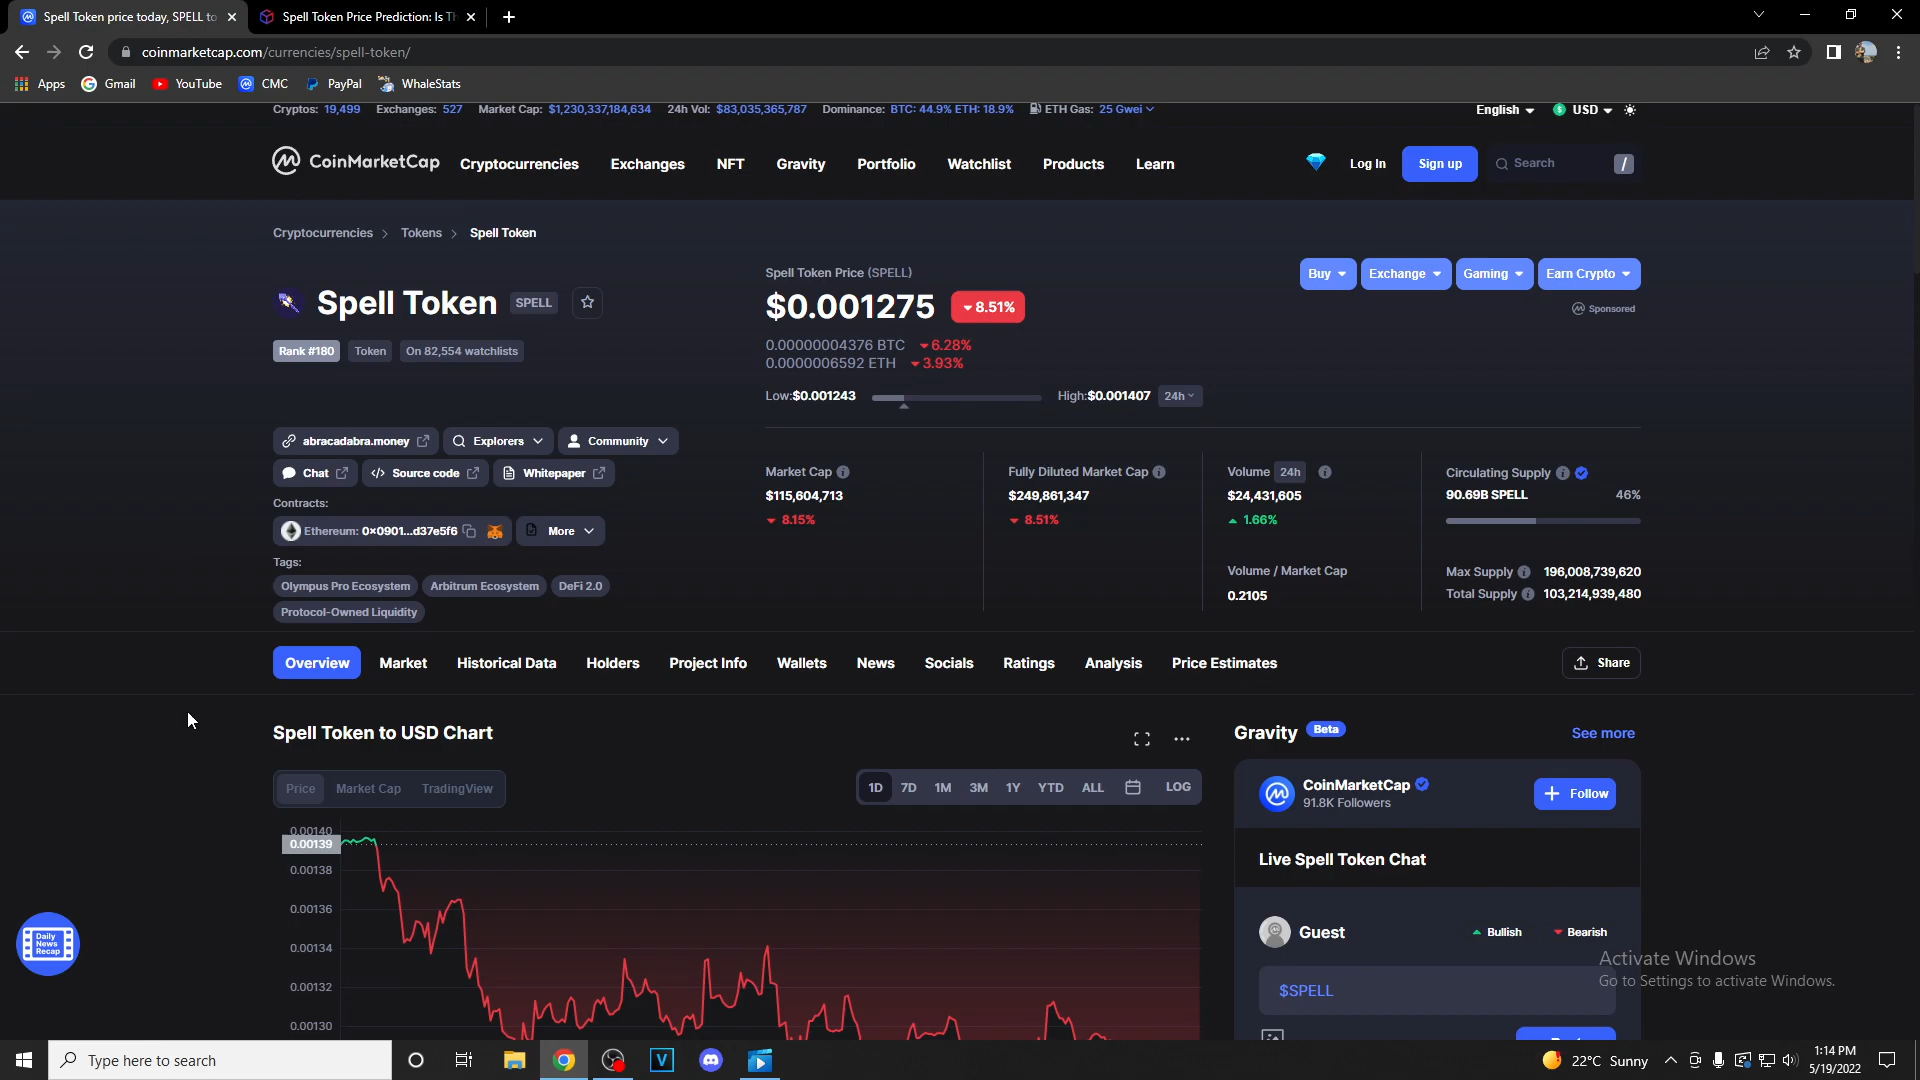 Spell Token price today, SPELL to
Spell Token Price Prediction: Is Th
coinmarketcap.com/currencies/spell-token/
Apps
Gmail
YouTube
CMC
PayPal
WhaleStats
Cryptos: 19,499 Exchanges: 527 Market Cap: $1,230,337,184,634 24h Vol: $83,035,365,787 Dominance: BTC: 44.9% ETH: 18.9% ETH Gas: 25 Gwei
English
USD
CoinMarketCap
Cryptocurrencies
Exchanges
NFT
Gravity
Portfolio
Watchlist
Products
Learn
Log In
Sign up
Search
/
Cryptocurrencies > Tokens > Spell Token
Spell Token
SPELL
Rank #180
Token
On 82,554 watchlists
Spell Token Price (SPELL)
$0.001275
8.51%
0.00000004376 BTC 6.28%
0.0000006592 ETH 3.93%
Low:$0.001243
High:$0.001407
24h
Buy
Exchange
Gaming
Earn Crypto
Sponsored
abracadabra.money
Explorers
Community
Chat
Source code
Whitepaper
Contracts:
Ethereum: 0x0901...d37e5f6
More
Tags:
Olympus Pro Ecosystem
Arbitrum Ecosystem
DeFi 2.0
Protocol-Owned Liquidity
Market Cap
$115,604,713
8.15%
Fully Diluted Market Cap
$249,861,347
8.51%
Volume 24h
$24,431,605
1.66%
Volume / Market Cap
0.2105
Circulating Supply
90.69B SPELL
46%
Max Supply 196,008,739,620
Total Supply 103,214,939,480
Overview
Market
Historical Data
Holders
Project Info
Wallets
News
Socials
Ratings
Analysis
Price Estimates
Share
Spell Token to USD Chart
Price
Market Cap
TradingView
1D
7D
1M
3M
1Y
YTD
ALL
LOG
0.00140
0.00139
0.00138
0.00136
0.00134
0.00132
0.00130
Gravity
Beta
See more
CoinMarketCap
91.8K Followers
Follow
Live Spell Token Chat
Guest
Bullish
Bearish
$SPELL
Daily
News
Recap
Activate Windows
Go to Settings to activate Windows.
Type here to search
22°C Sunny
1:14 PM
5/19/2022